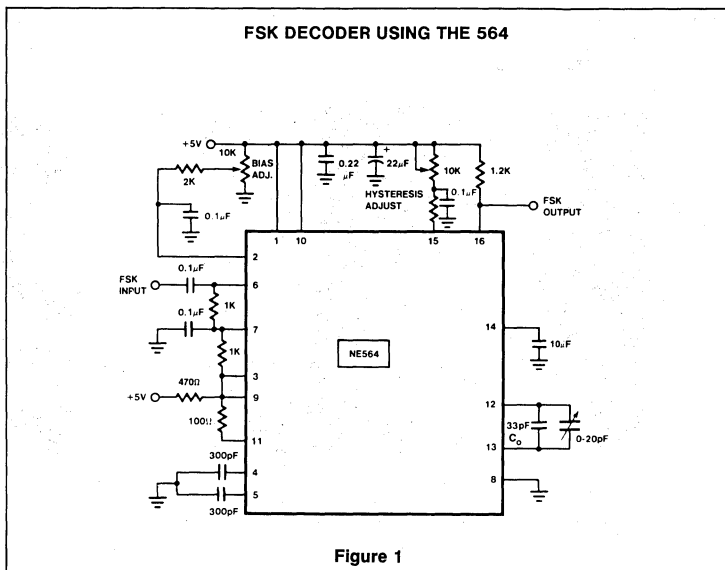 FSK DECODER USING THE 564
+5V
10K
BIAS
ADJ.
2K
0.1μF
0.22
μF
+
22μF
10K
HYSTERESIS
ADJUST
0.1μF
1.2K
FSK
OUTPUT
1
10
15
16
2
FSK
INPUT
0.1μF
6
1K
0.1μF
7
1K
3
470Ω
+5V
9
100Ω
11
300pF
4
5
300pF
NE564
14
10μF
12
33pF
Co
0-20pF
13
8
Figure 1